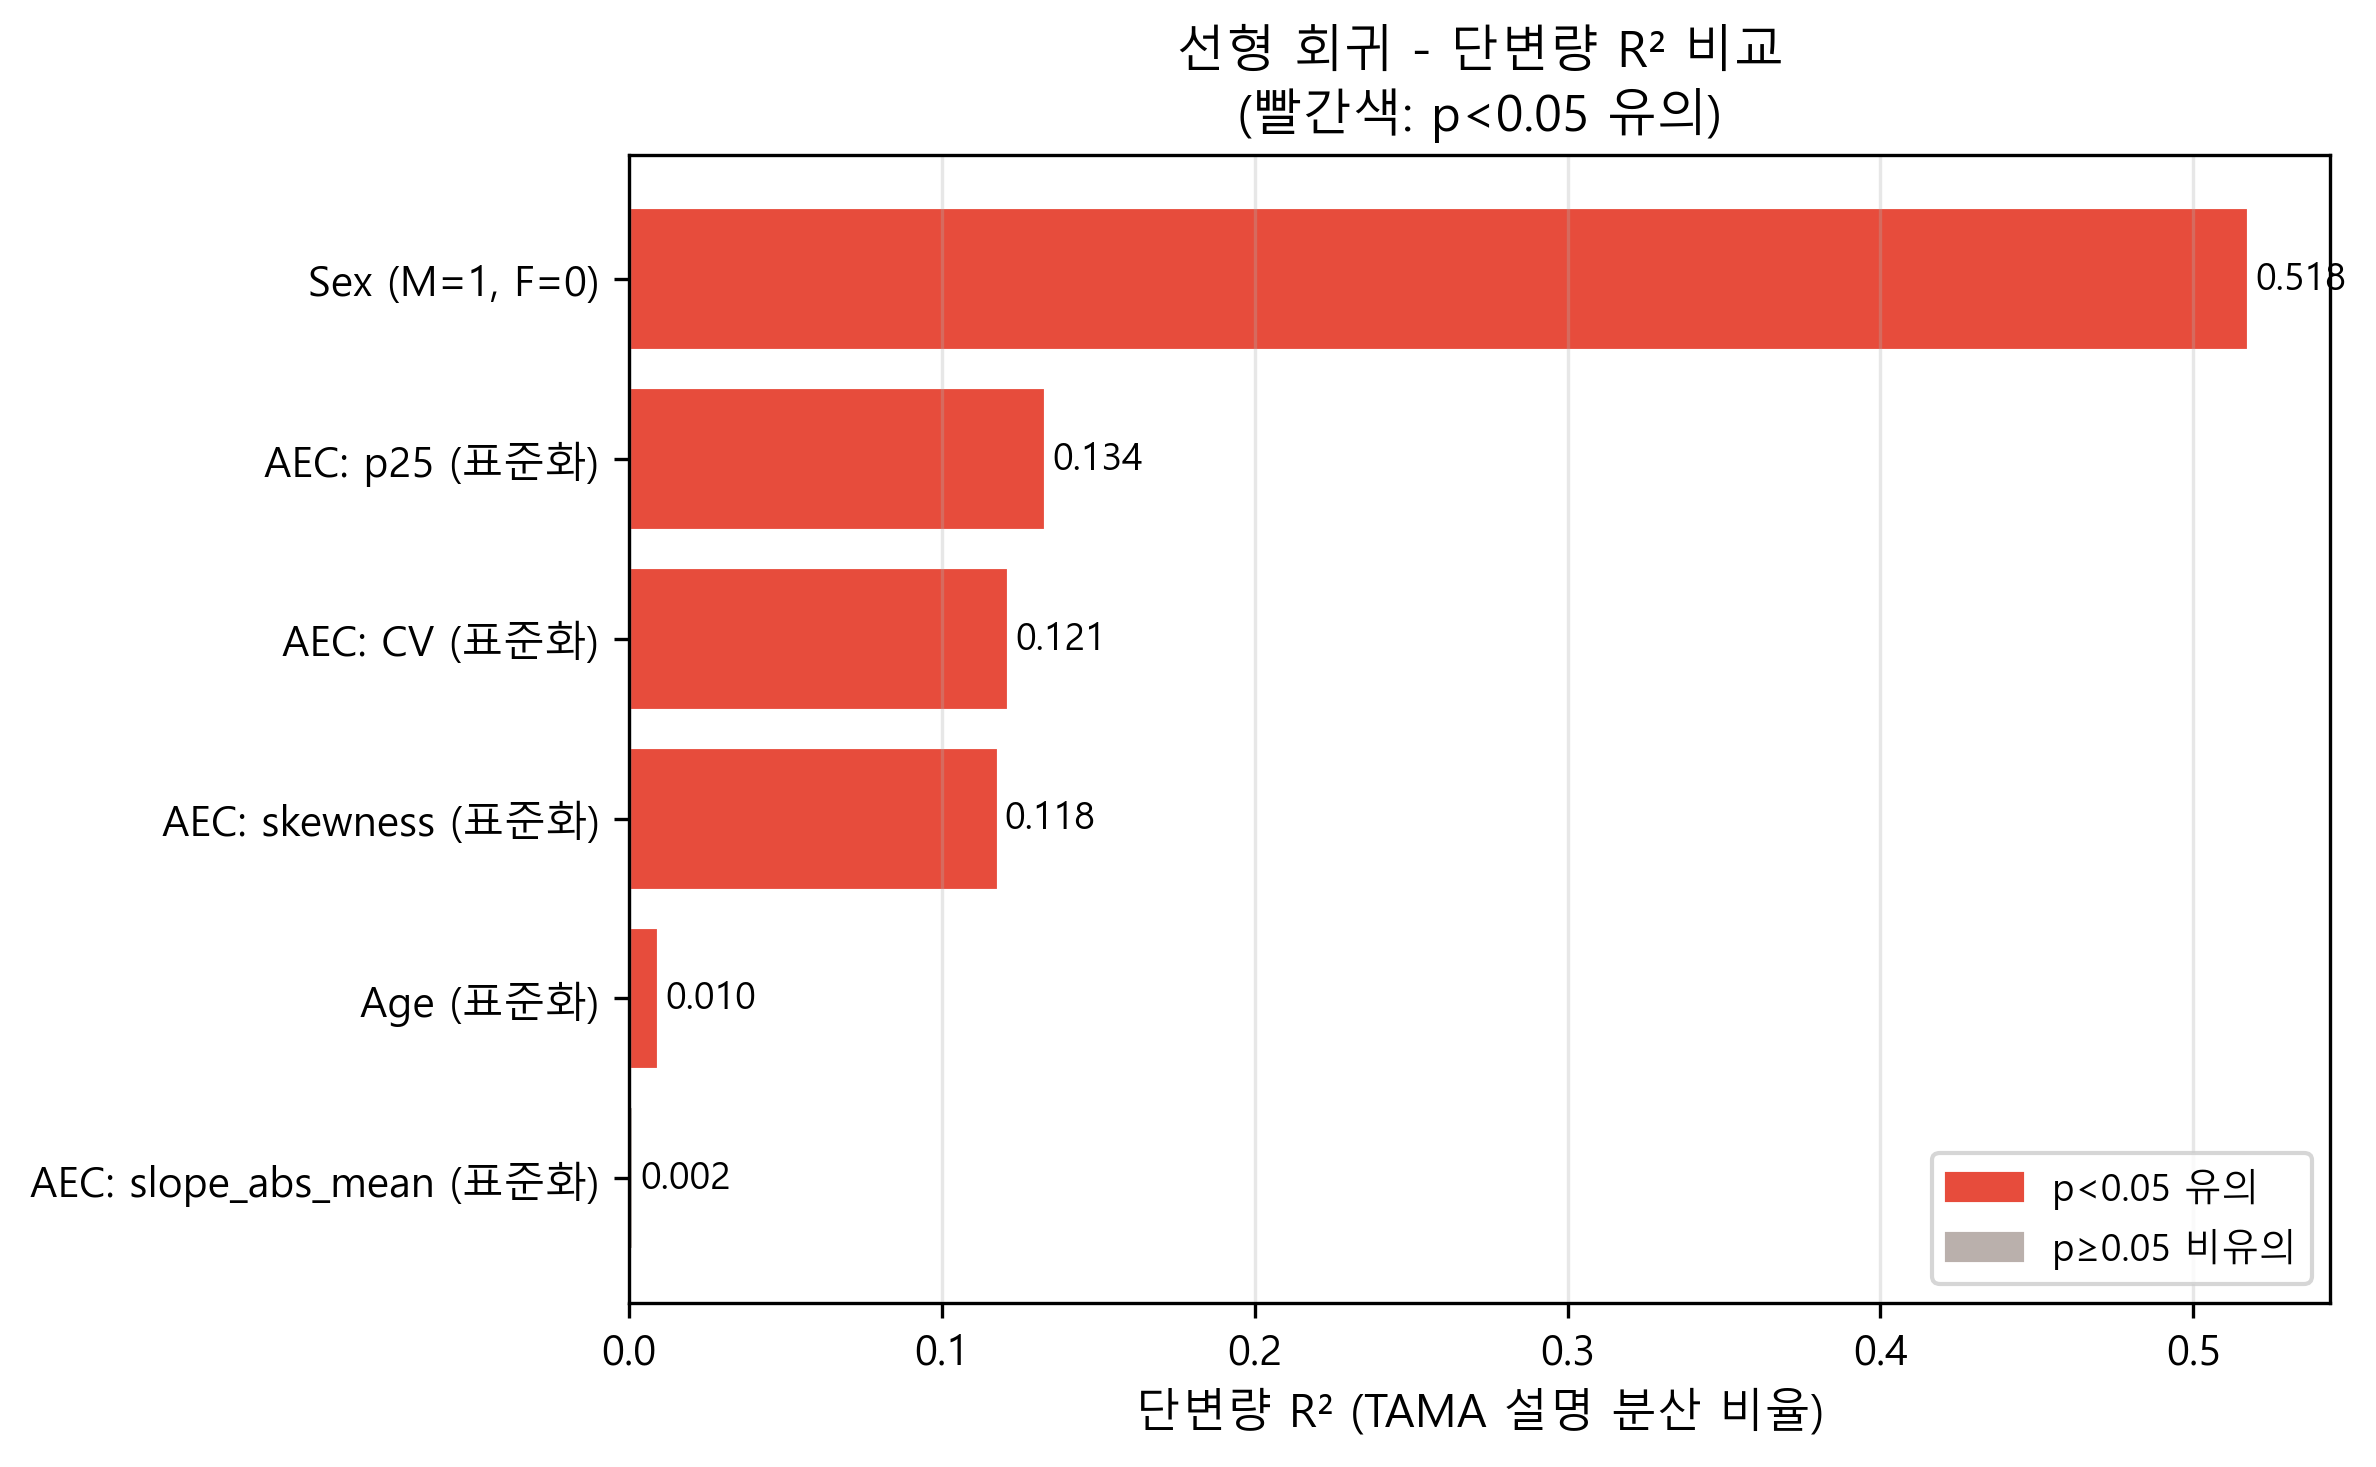 선형 회귀 - 단변량 R² 비교
(빨간색: p<0.05 유의)
Sex (M=1, F=0)
0.518
AEC: p25 (표준화)
0.134
AEC: CV (표준화)
0.121
AEC: skewness (표준화)
0.118
Age (표준화)
0.010
AEC: slope_abs_mean (표준화)
0.002
p<0.05 유의
p≥0.05 비유의
0.0 0.1 0.2 0.3 0.4 0.5
단변량 R² (TAMA 설명 분산 비율)